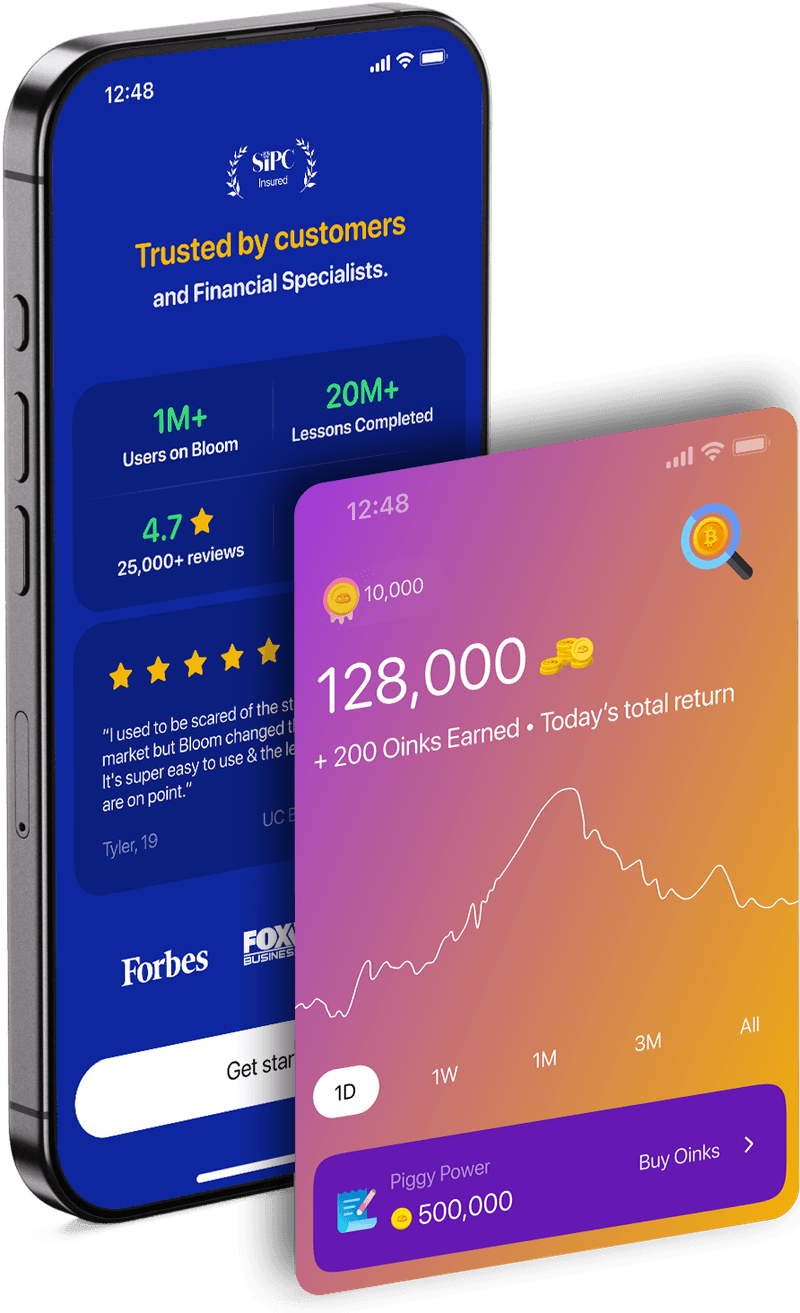 12:48
SiPC
Insured
Trusted by customers
and Financial Specialists.
1M+
Users on Bloom
20M+
Lessons Completed
4.7
25,000+ reviews
“I used to be scared of the
market but Bloom changed
It's super easy to use & the
are on point.”
Tyler, 19
UC
Forbes
FOX
BUSINESS
Get
12:48
10,000
128,000
+ 200 Oinks Earned • Today’s total return
1D
1W
1M
3M
All
Piggy Power
500,000
Buy Oinks